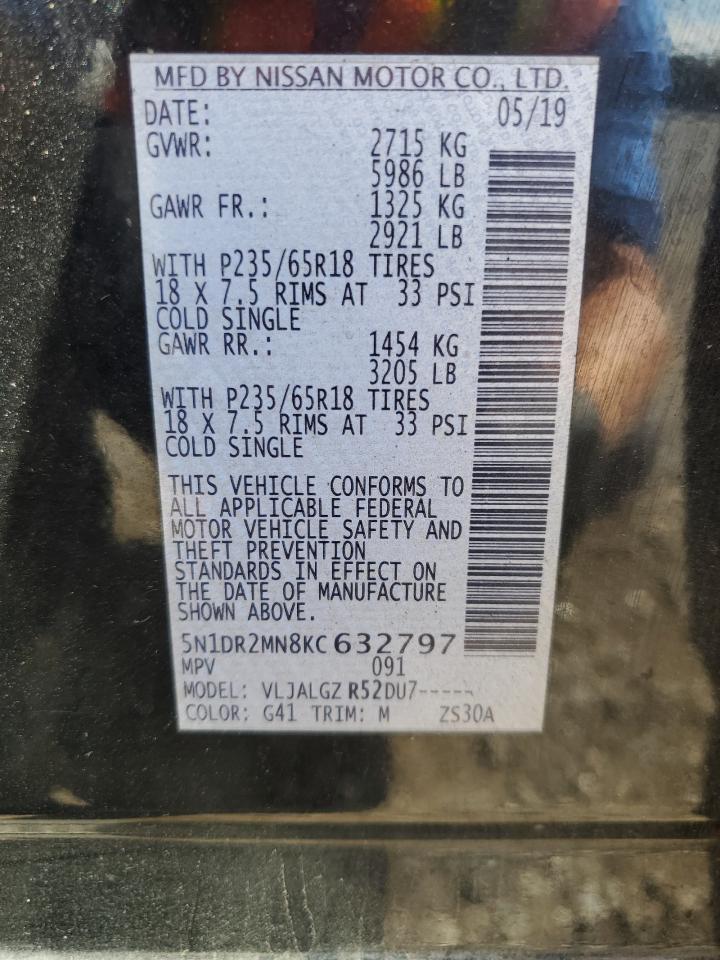 MFD BY NISSAN MOTOR CO., LTD.
DATE: 05/19
GVWR: 2715 KG
5986 LB
GAWR FR.: 1325 KG
2921 LB
WITH P235/65R18 TIRES
18 X 7.5 RIMS AT 33 PSI
COLD SINGLE
GAWR RR.: 1454 KG
3205 LB
WITH P235/65R18 TIRES
18 X 7.5 RIMS AT 33 PSI
COLD SINGLE
THIS VEHICLE CONFORMS TO
ALL APPLICABLE FEDERAL
MOTOR VEHICLE SAFETY AND
THEFT PREVENTION
STANDARDS IN EFFECT ON
THE DATE OF MANUFACTURE
SHOWN ABOVE.
5N1DR2MN8KC632797
MPV 091
MODEL: VLJALGZ R52DU7-----
COLOR: G41 TRIM: M ZS30A